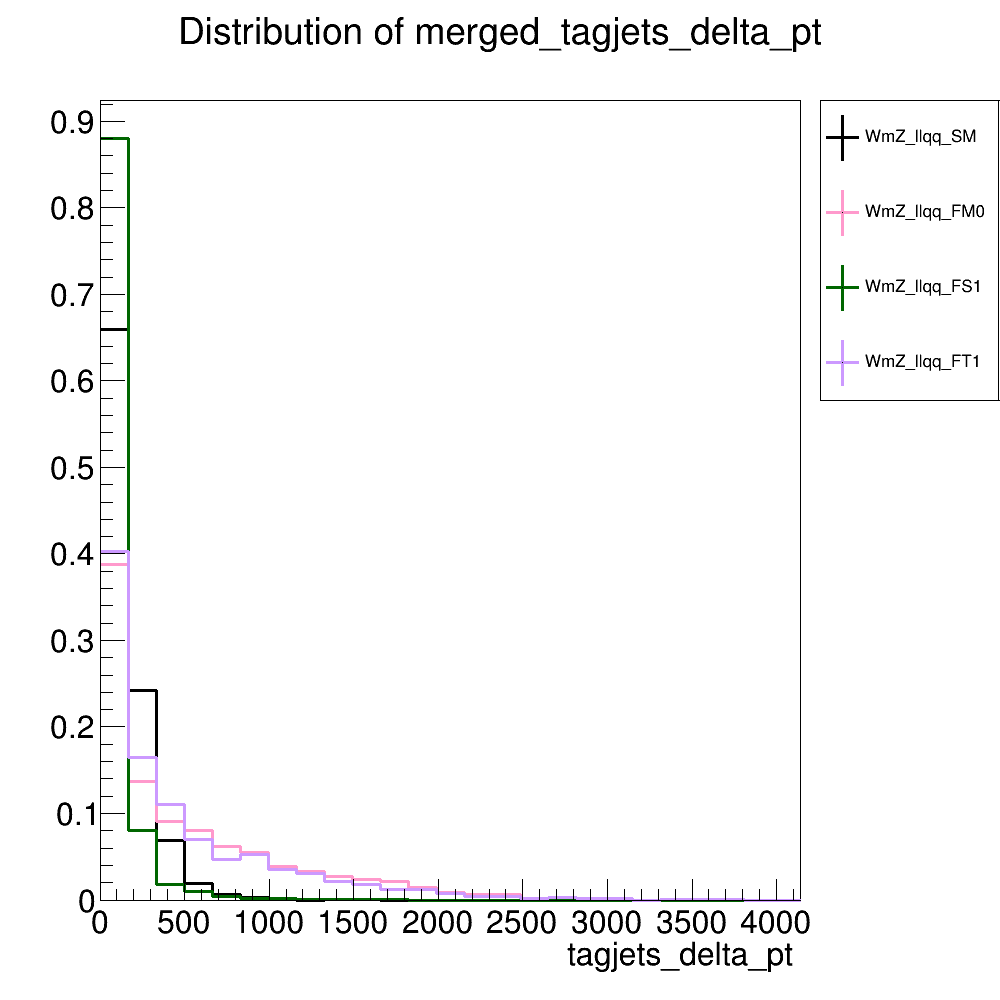 Distribution of merged_tagjets_delta_pt
0.9
0.8
0.7
0.6
0.5
0.4
0.3
0.2
0.1
0
0 500 1000 1500 2000 2500 3000 3500 4000
tagjets_delta_pt
WmZ_llqq_SM
WmZ_llqq_FM0
WmZ_llqq_FS1
WmZ_llqq_FT1